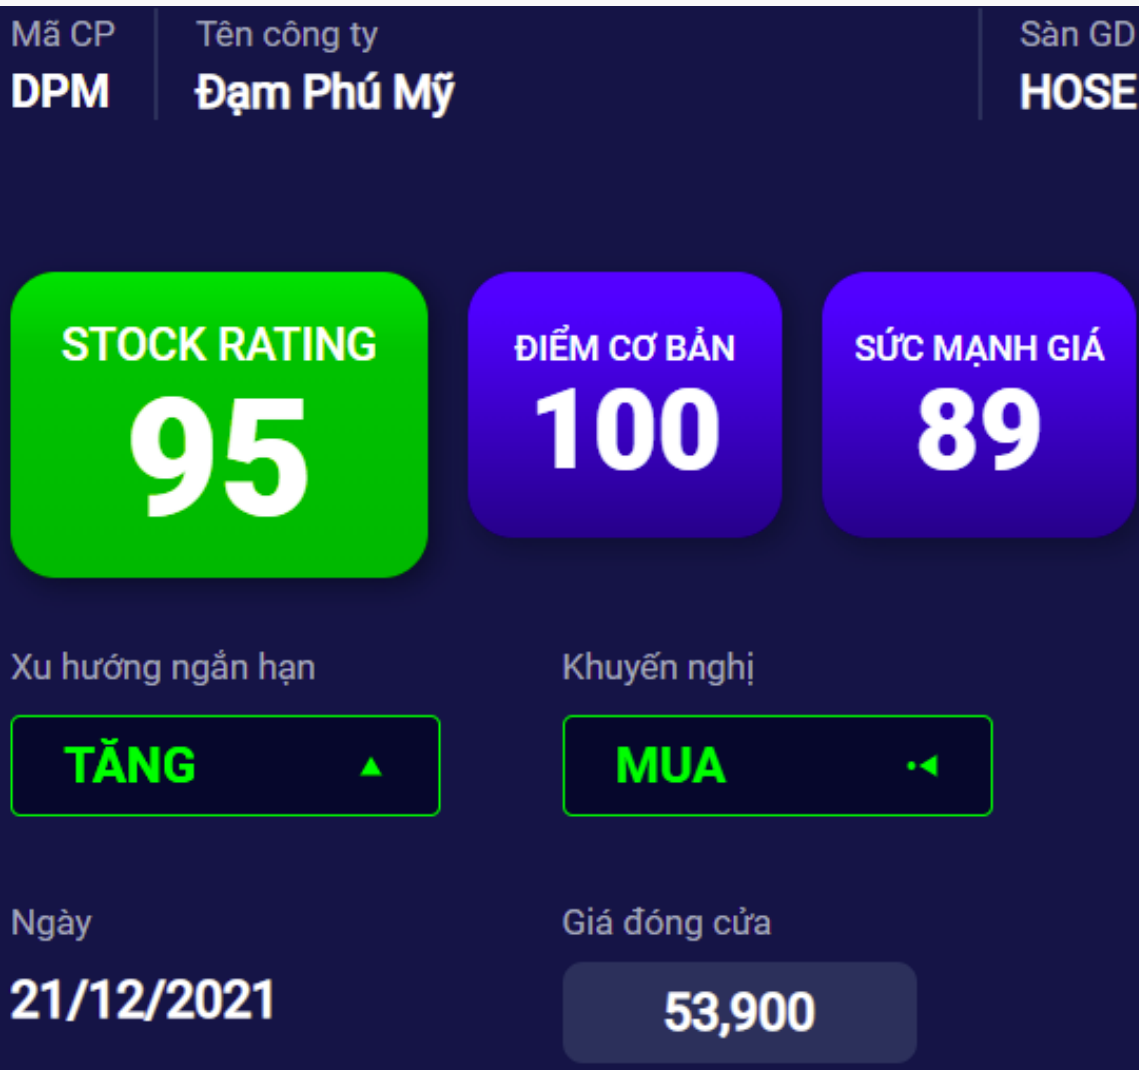 Mã CP
Tên công ty
Sàn GD
DPM
Đạm Phú Mỹ
HOSE
STOCK RATING
95
ĐIỂM CƠ BẢN
100
SỨC MẠNH GIÁ
89
Xu hướng ngắn hạn
Khuyến nghị
TĂNG
MUA
Ngày
Giá đóng cửa
21/12/2021
53,900